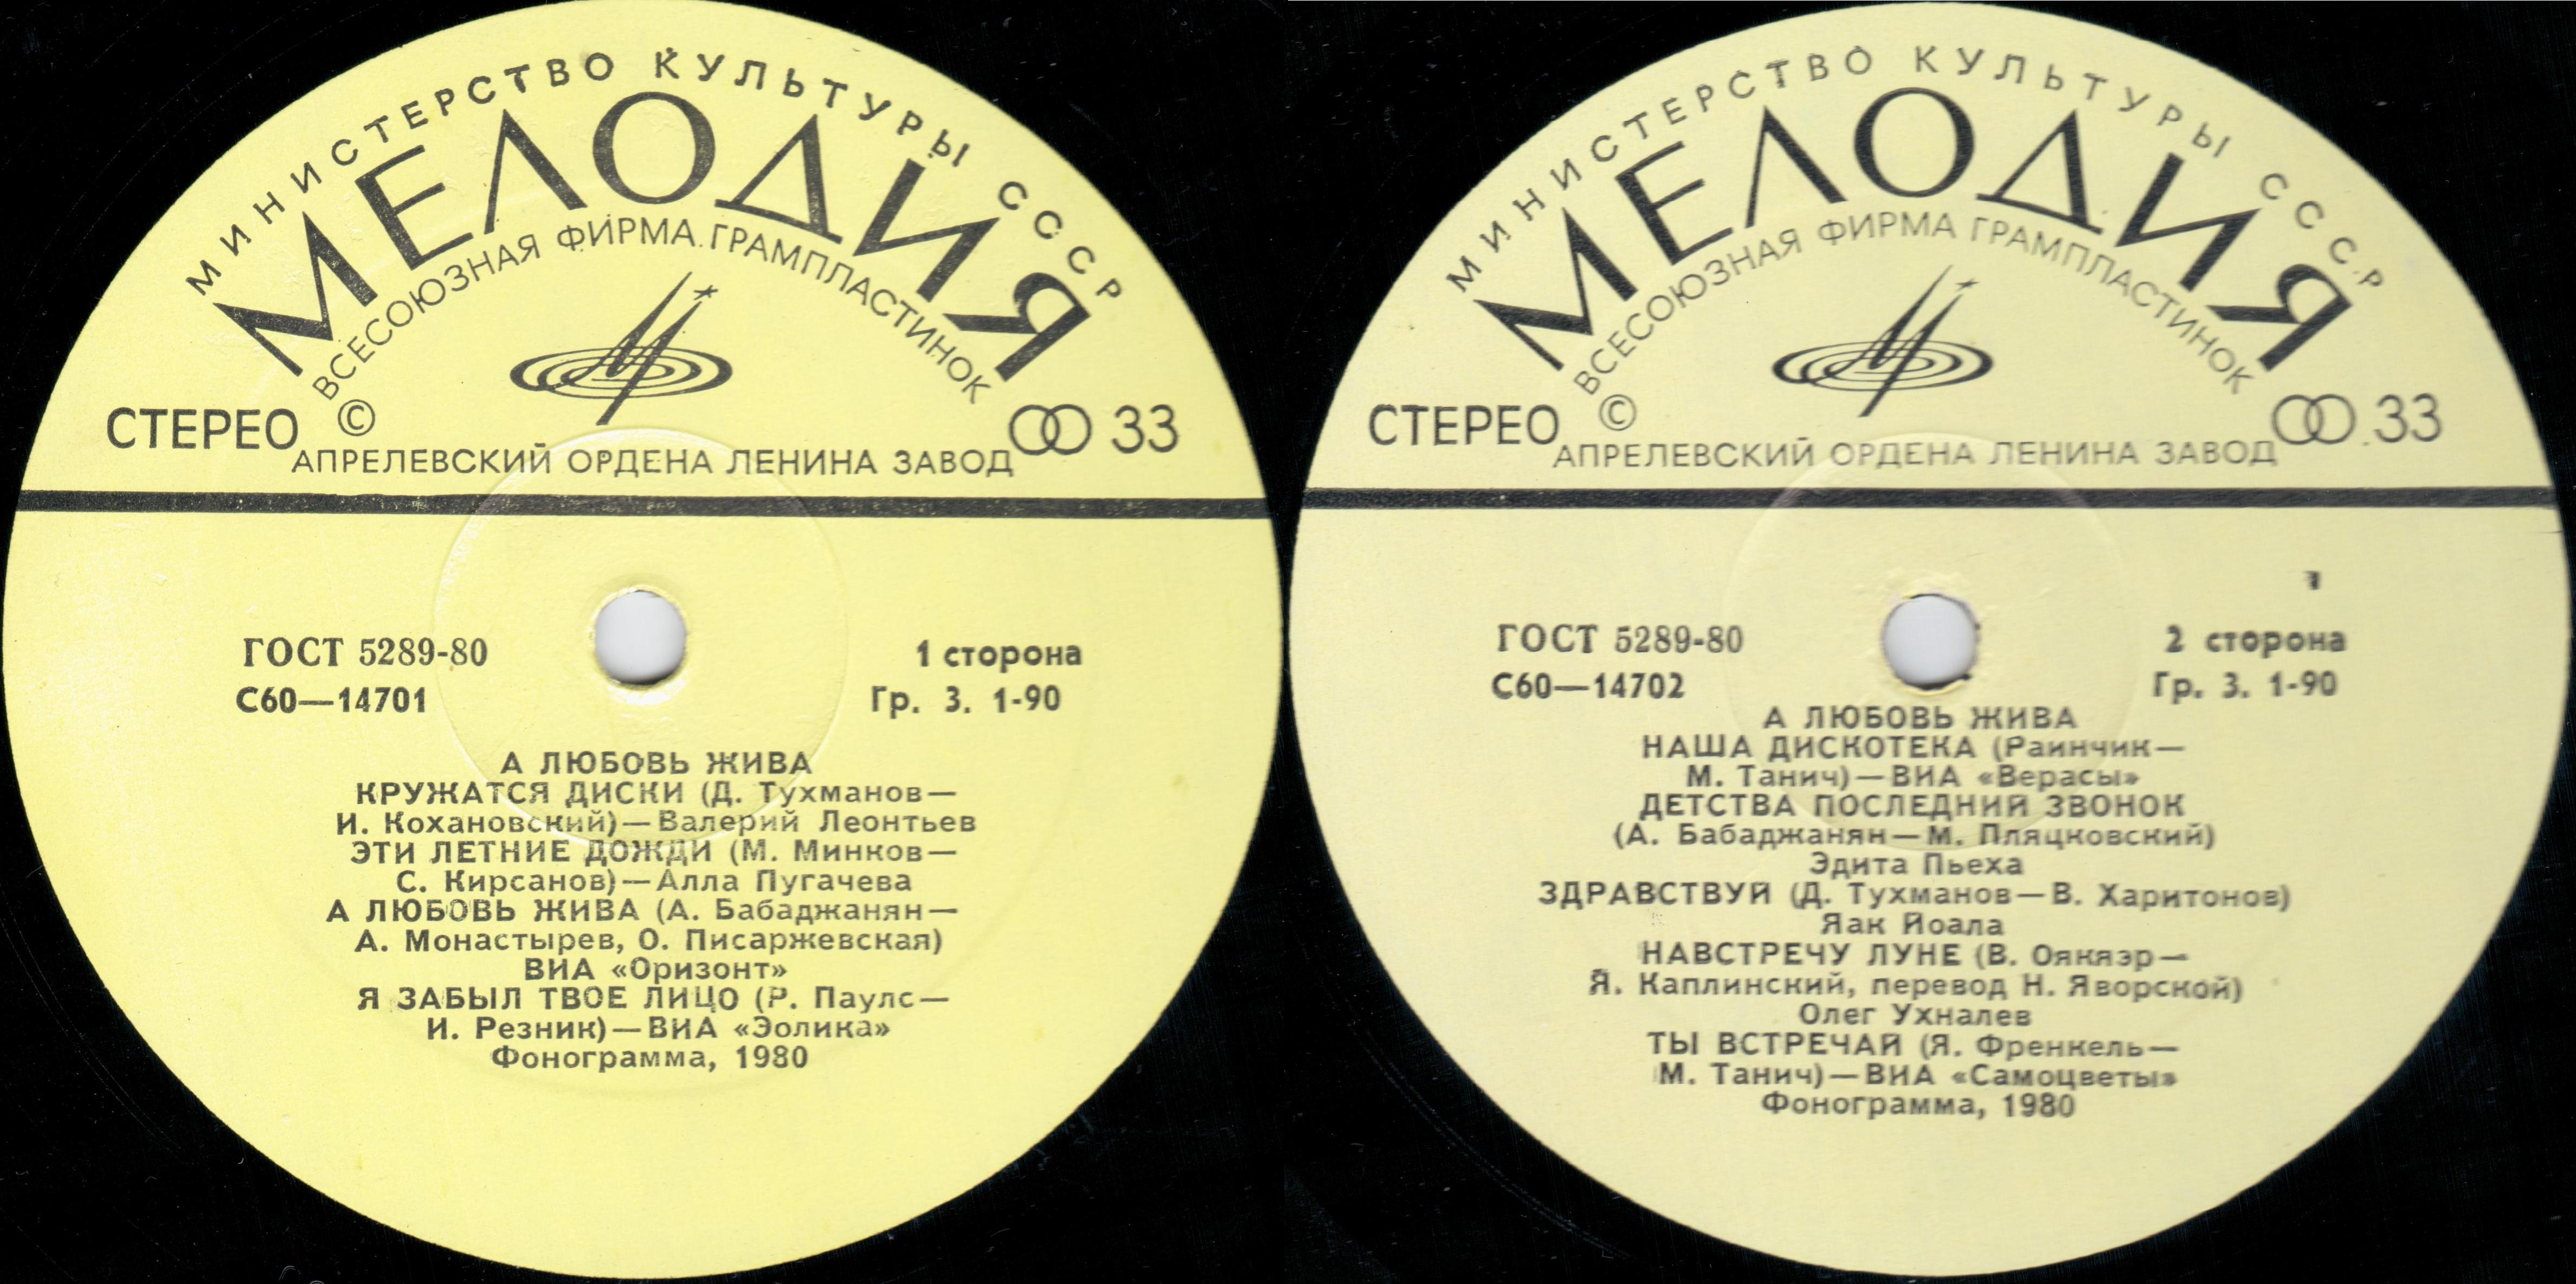 МИНИСТЕРСТВО КУЛЬТУРЫ СССР
МЕЛОДИЯ
ВСЕСОЮЗНАЯ ФИРМА ГРАМПЛАСТИНОК
СТЕРЕО © 33
АПРЕЛЕВСКИЙ ОРДЕНА ЛЕНИНА ЗАВОД
ГОСТ 5289-80 1 сторона
С60—14701 Гр. 3. 1-90
А ЛЮБОВЬ ЖИВА
КРУЖАТСЯ ДИСКИ (Д. Тухманов—
И. Кохановский)—Валерий Леонтьев
ЭТИ ЛЕТНИЕ ДОЖДИ (М. Минков—
С. Кирсанов)—Алла Пугачева
А ЛЮБОВЬ ЖИВА (А. Бабаджанян—
А. Монастырев, О. Писаржевская)
ВИА «Оризонт»
Я ЗАБЫЛ ТВОЕ ЛИЦО (Р. Паулс—
И. Резник)—ВИА «Эолика»
Фонограмма, 1980
МИНИСТЕРСТВО КУЛЬТУРЫ СССР
МЕЛОДИЯ
ВСЕСОЮЗНАЯ ФИРМА ГРАМПЛАСТИНОК
СТЕРЕО © 33
АПРЕЛЕВСКИЙ ОРДЕНА ЛЕНИНА ЗАВОД
ГОСТ 5289-80 2 сторона
С60—14702 Гр. 3. 1-90
А ЛЮБОВЬ ЖИВА
НАША ДИСКОТЕКА (Раинчик—
М. Танич)—ВИА «Верасы»
ДЕТСТВА ПОСЛЕДНИЙ ЗВОНОК
(А. Бабаджанян—М. Пляцковский)
Эдита Пьеха
ЗДРАВСТВУЙ (Д. Тухманов—В. Харитонов)
Яак Йоала
НАВСТРЕЧУ ЛУНЕ (В. Оякяэр—
Я. Каплинский, перевод Н. Яворской)
Олег Ухналев
ТЫ ВСТРЕЧАЙ (Я. Френкель—
М. Танич)—ВИА «Самоцветы»
Фонограмма, 1980